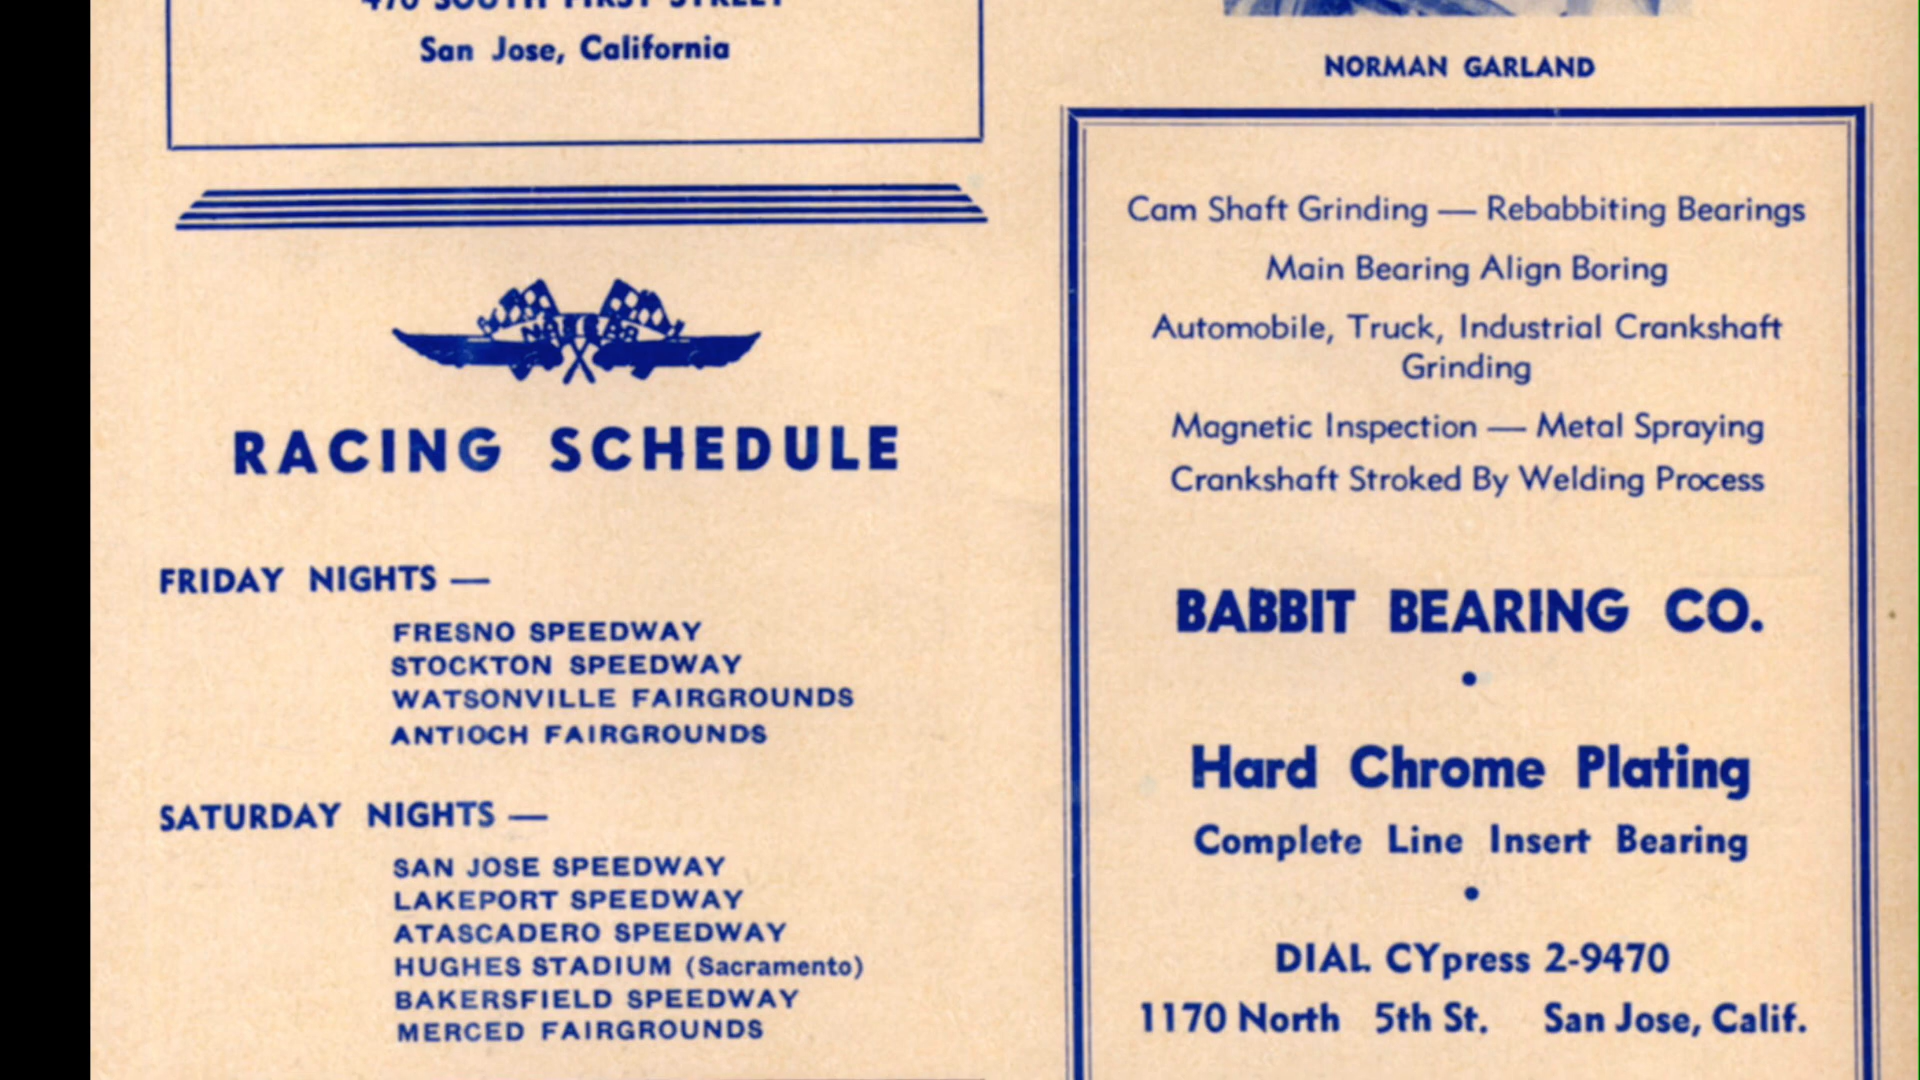 470 SOUTH FIRST STREET
San Jose, California
RACING SCHEDULE
FRIDAY NIGHTS —
FRESNO SPEEDWAY
STOCKTON SPEEDWAY
WATSONVILLE FAIRGROUNDS
ANTIOCH FAIRGROUNDS
SATURDAY NIGHTS —
SAN JOSE SPEEDWAY
LAKEPORT SPEEDWAY
ATASCADERO SPEEDWAY
HUGHES STADIUM (Sacramento)
BAKERSFIELD SPEEDWAY
MERCED FAIRGROUNDS
NORMAN GARLAND
Cam Shaft Grinding — Rebabbiting Bearings
Main Bearing Align Boring
Automobile, Truck, Industrial Crankshaft
Grinding
Magnetic Inspection — Metal Spraying
Crankshaft Stroked By Welding Process
BABBIT BEARING CO.
•
Hard Chrome Plating
Complete Line Insert Bearing
•
DIAL CYpress 2-9470
1170 North 5th St. San Jose, Calif.